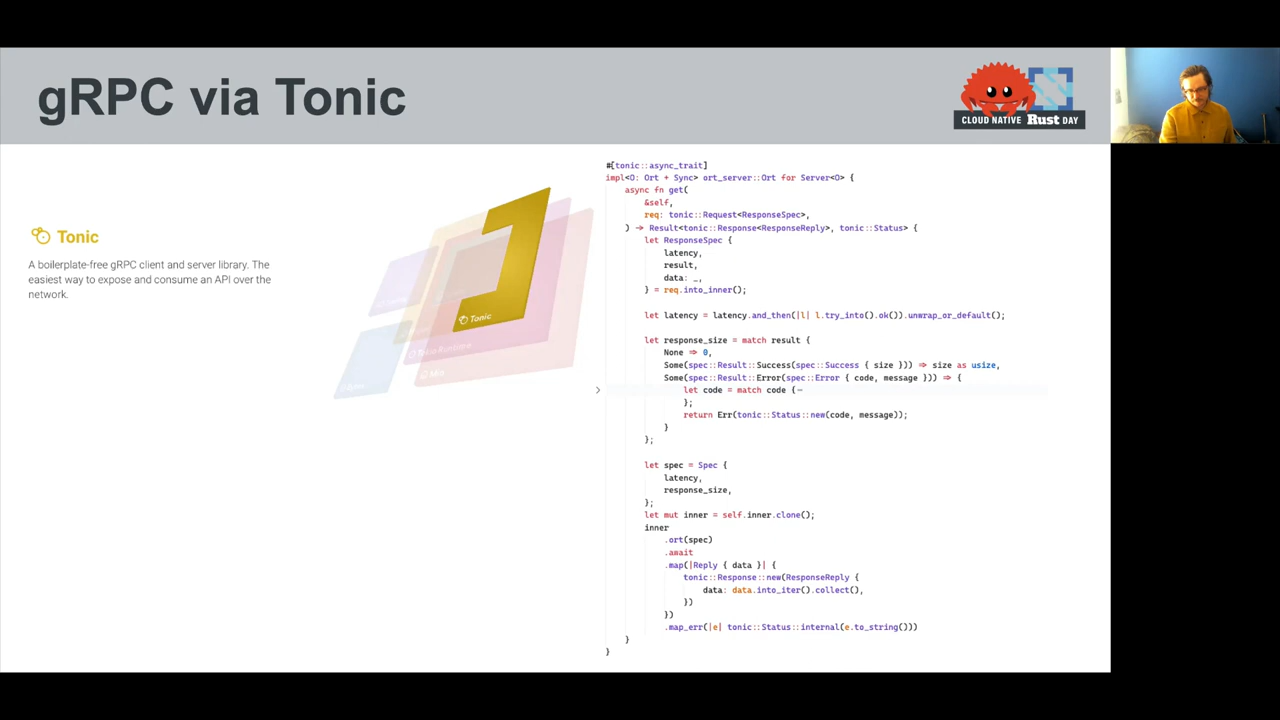 gRPC via Tonic
CLOUD NATIVE Rust DAY
Tonic
A boilerplate-free gRPC client and server library. The
easiest way to expose and consume an API over the
network.
Tonic
Mio
#[tonic::async_trait]
impl<O: Ort + Sync> ort_server::Ort for Server<O> {
    async fn get(
        &self,
        req: tonic::Request<ResponseSpec>,
    ) -> Result<tonic::Response<ResponseReply>, tonic::Status> {
        let ResponseSpec {
            latency,
            result,
            data: _,
        } = req.into_inner();
        let latency = latency.and_then(|l| l.try_into().ok()).unwrap_or_default();
        let response_size = match result {
            None => 0,
            Some(spec::Result::Success(spec::Success { size })) => size as usize,
            Some(spec::Result::Error(spec::Error { code, message })) => {
                let code = match code {⋯
                };
                return Err(tonic::Status::new(code, message));
            }
        };
        let spec = Spec {
            latency,
            response_size,
        };
        let mut inner = self.inner.clone();
        inner
            .ort(spec)
            .await
            .map(|Reply { data }| {
                tonic::Response::new(ResponseReply {
                    data: data.into_iter().collect(),
                })
            })
            .map_err(|e| tonic::Status::internal(e.to_string()))
    }
}